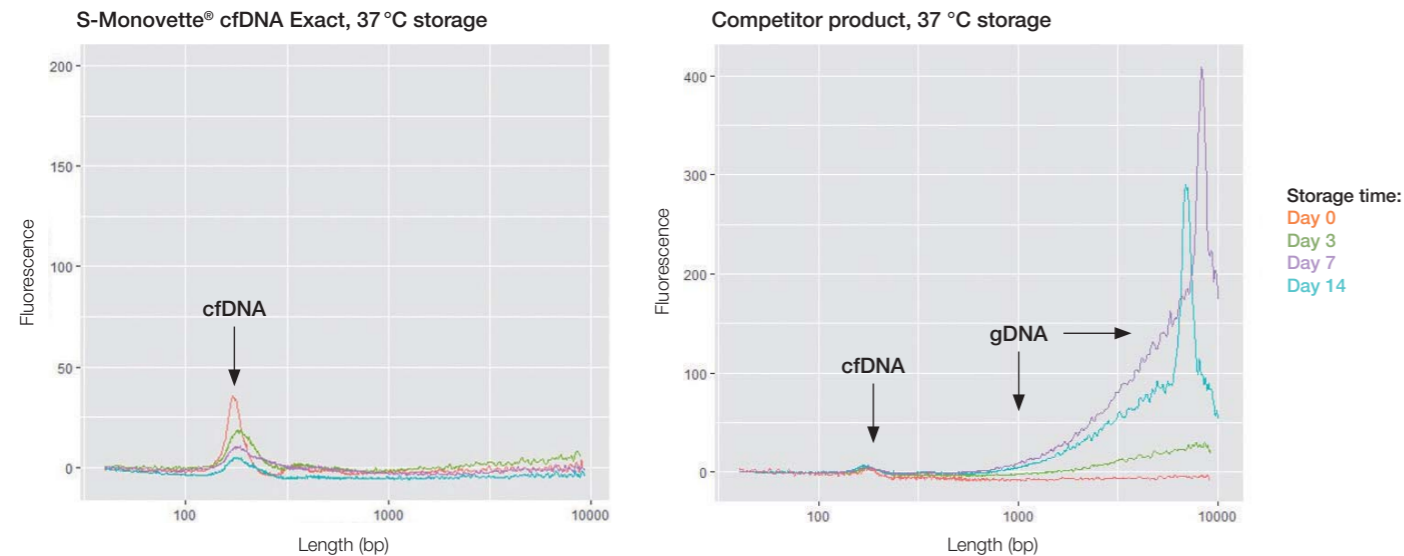 S-Monovette® cfDNA Exact, 37 °C storage
200
150
100
50
0
Fluorescence
cfDNA
100
1000
10000
Length (bp)
Competitor product, 37 °C storage
400
300
200
100
0
Fluorescence
cfDNA
gDNA
100
1000
10000
Length (bp)
Storage time:
Day 0
Day 3
Day 7
Day 14